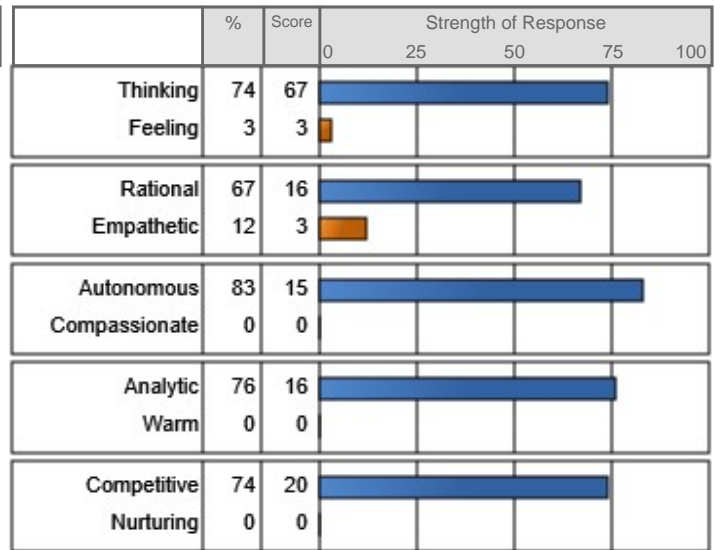 % Score Strength of Response
0 25 50 75 100
Thinking 74 67
Feeling 3 3
Rational 67 16
Empathetic 12 3
Autonomous 83 15
Compassionate 0 0
Analytic 76 16
Warm 0 0
Competitive 74 20
Nurturing 0 0